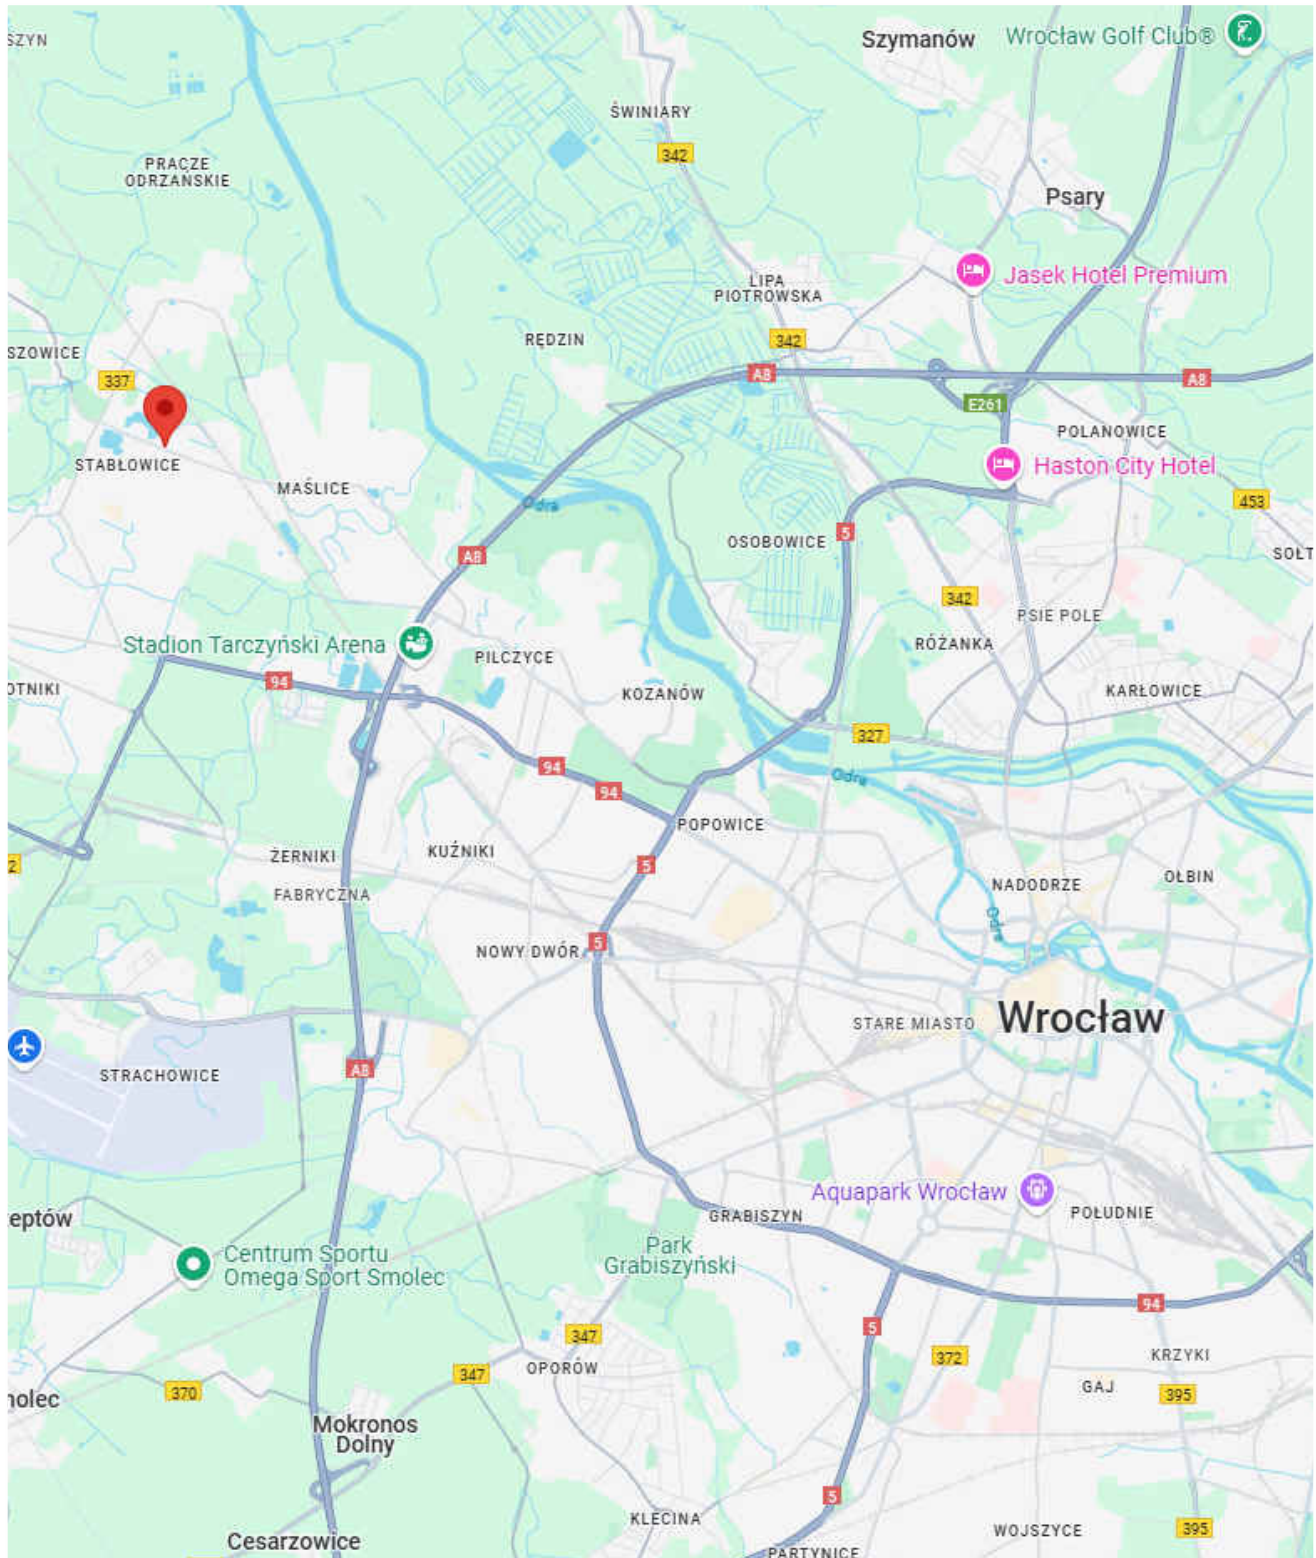 SZYN
Szymanów
Wrocław Golf Club®
ŚWINIARY
342
PRACZE
ODRZAŃSKIE
Psary
Jasek Hotel Premium
LIPA
PIOTROWSKA
342
RĘDZIN
SZOWICE
337
A8
A8
E261
POLANOWICE
STABŁOWICE
Haston City Hotel
MAŚLICE
453
Odra
5
OSOBOWICE
SOŁT
A8
342
PSIE POLE
Stadion Tarczyński Arena
RÓŻANKA
PILCZYCE
94
OTNIKI
KOZANÓW
KARŁOWICE
327
94
Odra
94
POPOWICE
ŻERNIKI
KUŹNIKI
5
2
FABRYCZNA
NADODRZE
OŁBIN
Odra
NOWY DWÓR
5
STARE MIASTO
Wrocław
A8
STRACHOWICE
Aquapark Wrocław
GRABISZYN
POŁUDNIE
eptów
Centrum Sportu
Omega Sport Smolec
Park
Grabiszyński
94
5
347
372
KRZYKI
OPORÓW
347
370
GAJ
395
nolec
Mokronos
Dolny
5
KLECINA
WOJSZYCE
395
Cesarzowice
PARTYNICE